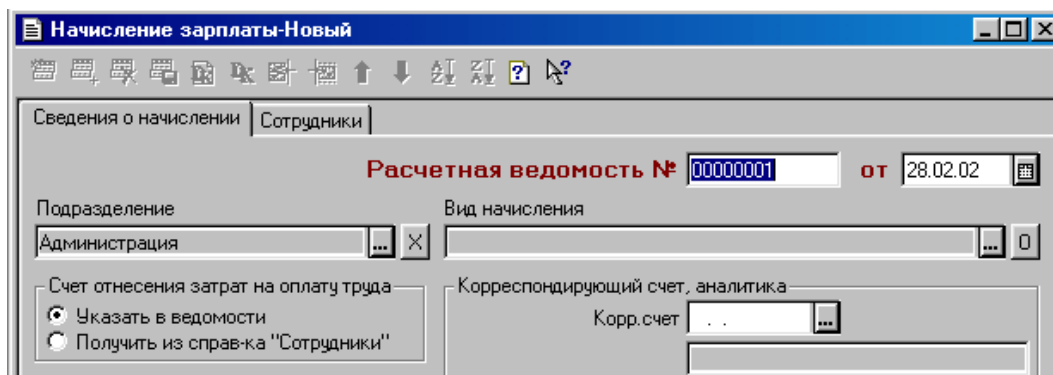 Начисление зарплаты-Новый
Сведения о начислении Сотрудники
Расчетная ведомость № 00000001 от 28.02.02
Подразделение Вид начисления
Администрация ... X ... О
Счет отнесения затрат на оплату труда Корреспондирующий счет, аналитика
Указать в ведомости Корр.счет . . ...
Получить из справ-ка "Сотрудники"